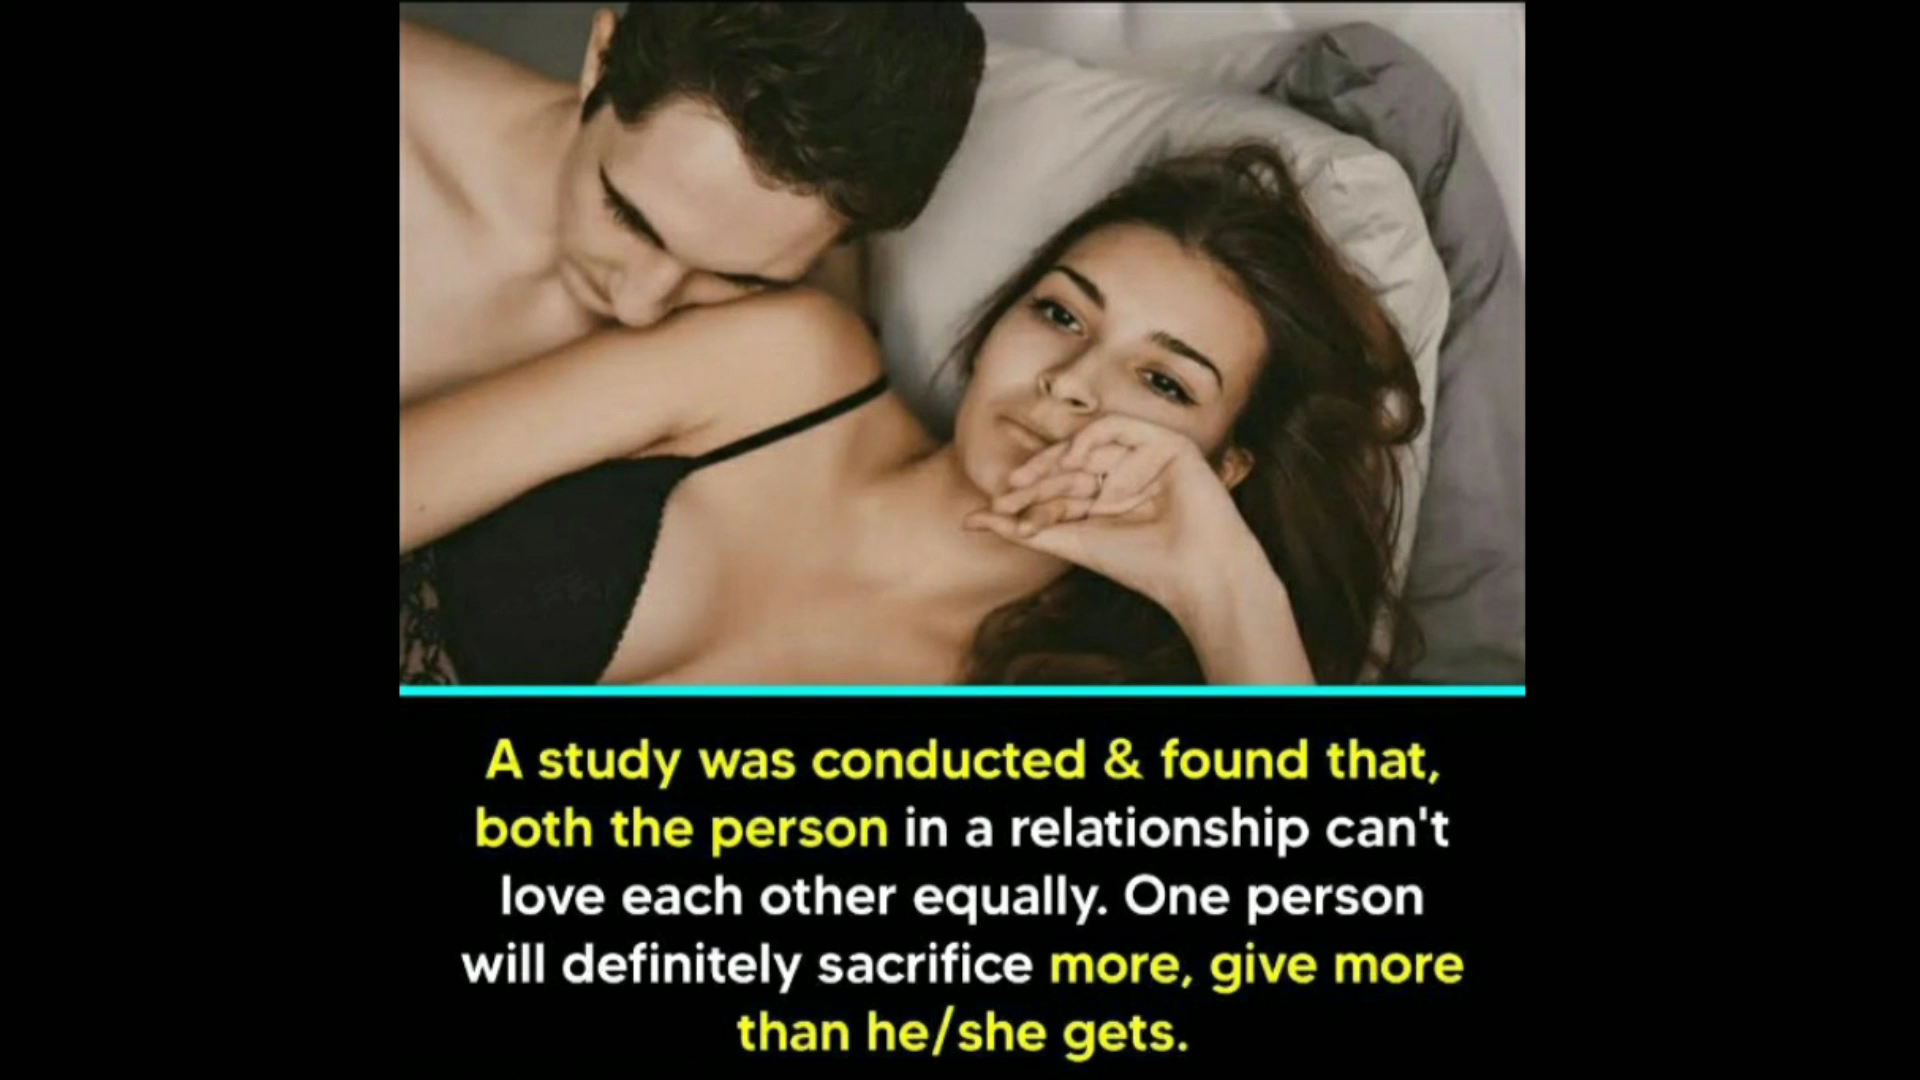 A study was conducted & found that,
both the person in a relationship can't
love each other equally. One person
will definitely sacrifice more, give more
than he/she gets.